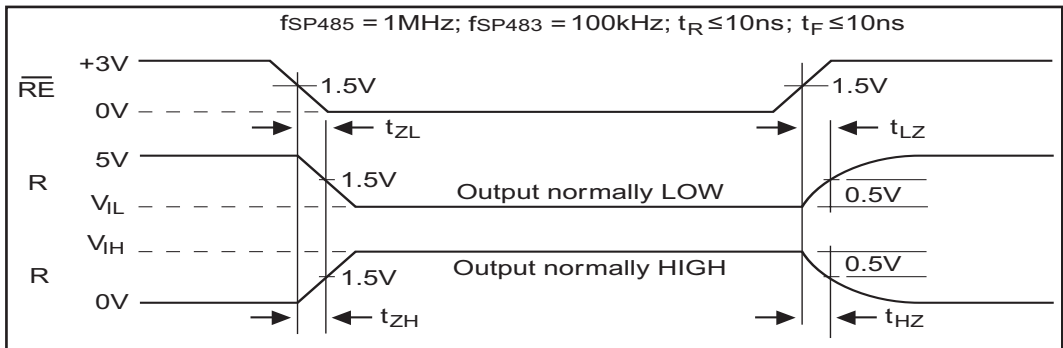 fSP485 = 1MHz; fSP483 = 100kHz; tR ≤ 10ns; tF ≤ 10ns
+3V
RE
1.5V
1.5V
0V
tZL
tLZ
5V
R
1.5V
Output normally LOW
0.5V
VIL
VIH
R
1.5V
Output normally HIGH
0.5V
0V
tZH
tHZ